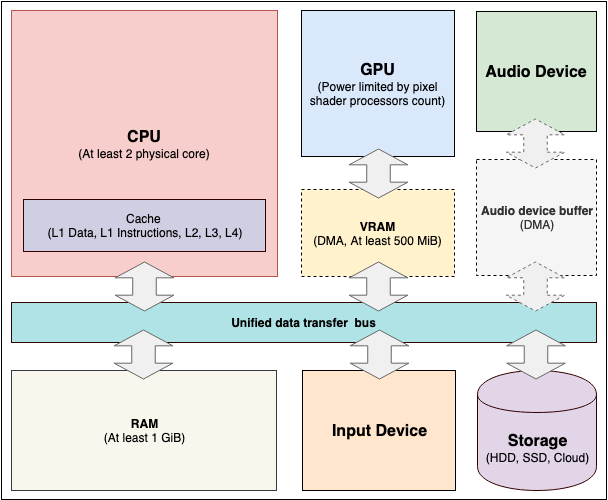 CPU
(At least 2 physical core)
Cache
(L1 Data, L1 Instructions, L2, L3, L4)
GPU
(Power limited by pixel
shader processors count)
Audio Device
VRAM
(DMA, At least 500 MiB)
Audio device buffer
(DMA)
Unified data transfer  bus
RAM
(At least 1 GiB)
Input Device
Storage
(HDD, SSD, Cloud)